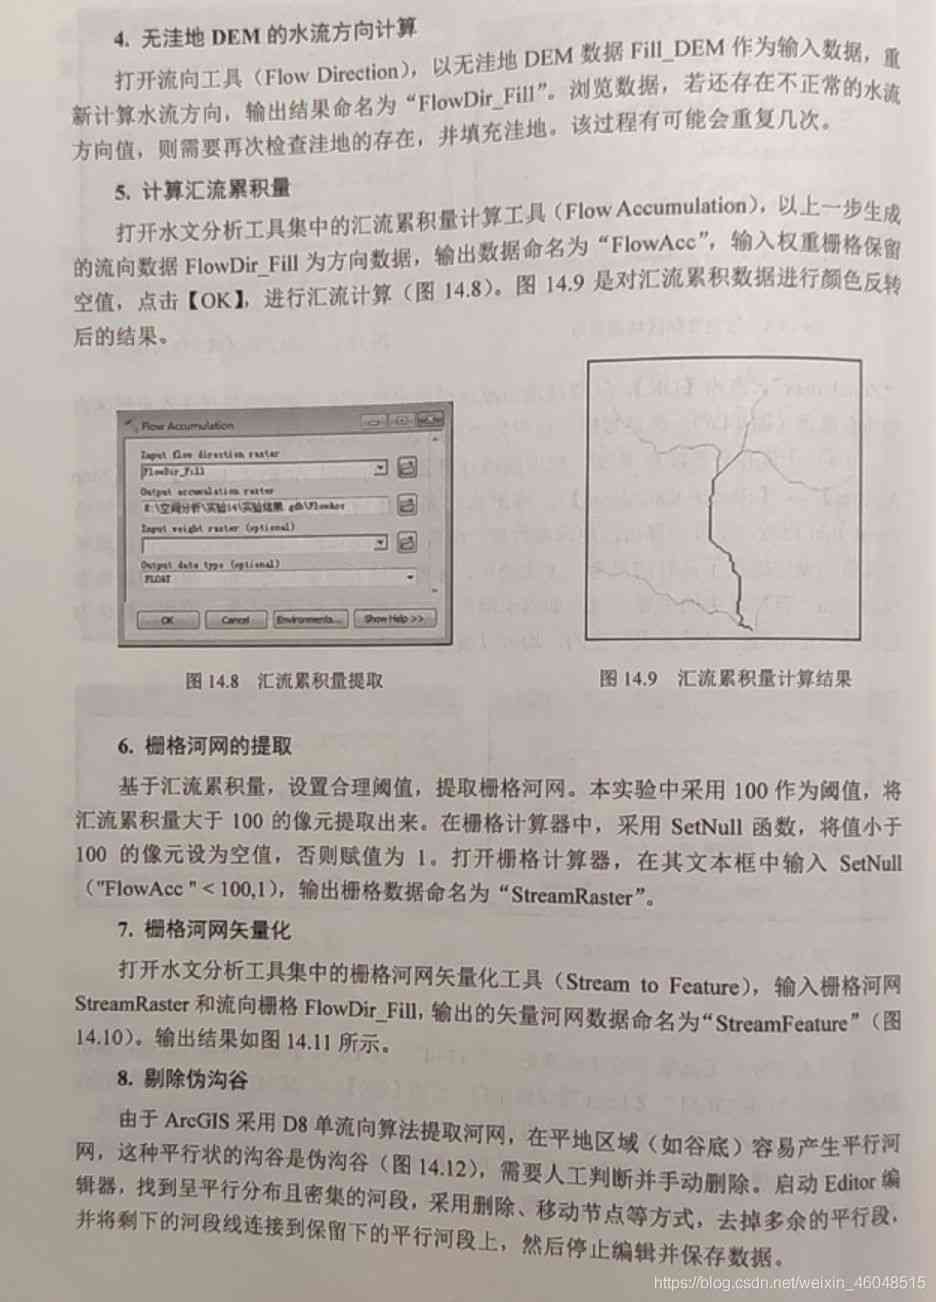 4. 无洼地 DEM 的水流方向计算
打开流向工具（Flow Direction），以无洼地 DEM 数据 Fill_DEM 作为输入数据，重
新计算水流方向，输出结果命名为“FlowDir_Fill”。浏览数据，若还存在不正常的水流
方向值，则需要再次检查洼地的存在，并填充洼地。该过程有可能会重复几次。
5. 计算汇流累积量
打开水文分析工具集中的汇流累积量计算工具（Flow Accumulation），以上一步生成
的流向数据 FlowDir_Fill 为方向数据，输出数据命名为“FlowAcc”，输入权重栅格保留
空值，点击【OK】，进行汇流计算（图 14.8）。图 14.9 是对汇流累积数据进行颜色反转
后的结果。
Flow Accumulation
Input flow direction raster
FlowDir_Fill
Output accumulation raster
E:\空间分析\实验14\实验结果.gdb\FlowAcc
Input weight raster (optional)
Output data type (optional)
FLOAT
OK Cancel Environments... Show Help >>
图 14.8 汇流累积量提取
图 14.9 汇流累积量计算结果
6. 栅格河网的提取
基于汇流累积量，设置合理阈值，提取栅格河网。本实验中采用 100 作为阈值，将
汇流累积量大于 100 的像元提取出来。在栅格计算器中，采用 SetNull 函数，将值小于
100 的像元设为空值，否则赋值为 1。打开栅格计算器，在其文本框中输入 SetNull
（"FlowAcc " < 100,1），输出栅格数据命名为“StreamRaster”。
7. 栅格河网矢量化
打开水文分析工具集中的栅格河网矢量化工具（Stream to Feature），输入栅格河网
StreamRaster 和流向栅格 FlowDir_Fill，输出的矢量河网数据命名为“StreamFeature”（图
14.10）。输出结果如图 14.11 所示。
8. 剔除伪沟谷
由于 ArcGIS 采用 D8 单流向算法提取河网，在平地区域（如谷底）容易产生平行河
网，这种平行状的沟谷是伪沟谷（图 14.12），需要人工判断并手动删除。启动 Editor 编
辑器，找到呈平行分布且密集的河段，采用删除、移动节点等方式，去掉多余的平行段，
并将剩下的河段线连接到保留下的平行河段上，然后停止编辑并保存数据。
https://blog.csdn.net/weixin_46048515